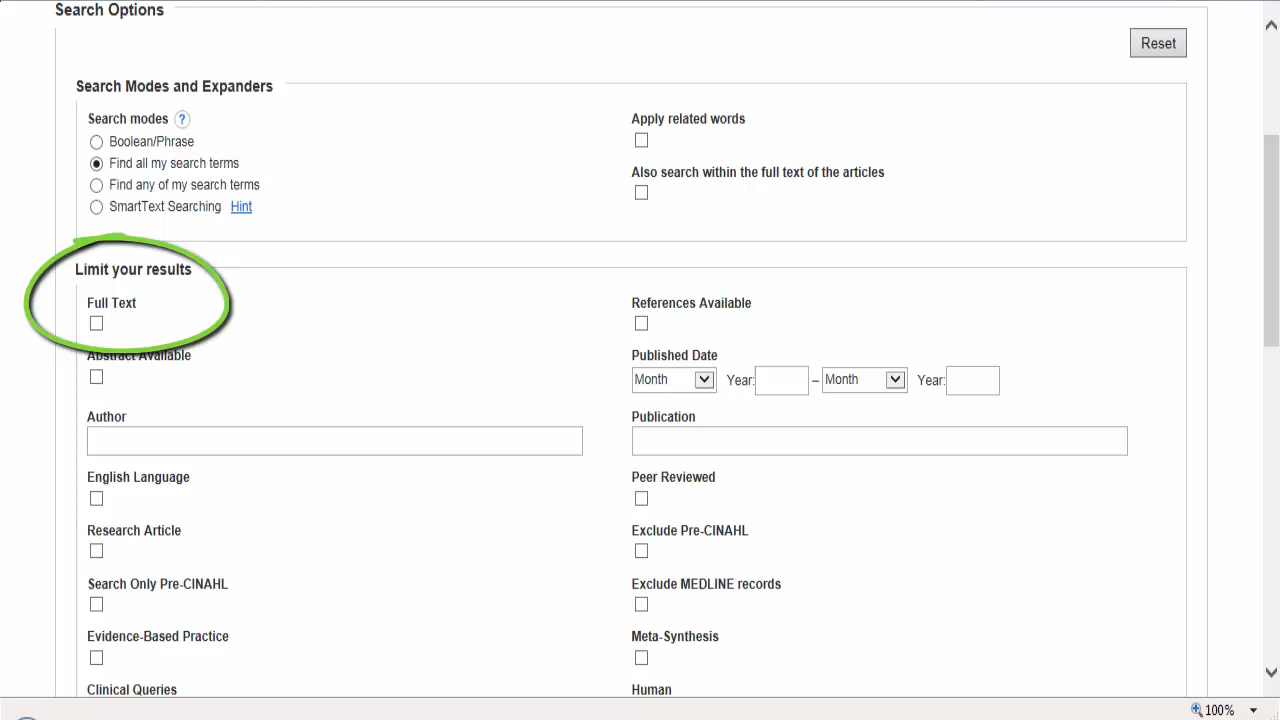 Search Options
Reset
Search Modes and Expanders
Search modes ?
Apply related words
Boolean/Phrase
Find all my search terms
Also search within the full text of the articles
Find any of my search terms
SmartText Searching Hint
Limit your results
Full Text
References Available
Abstract Available
Published Date
Month Year: – Month Year:
Author
Publication
English Language
Peer Reviewed
Research Article
Exclude Pre-CINAHL
Search Only Pre-CINAHL
Exclude MEDLINE records
Evidence-Based Practice
Meta-Synthesis
Clinical Queries
Human
100%